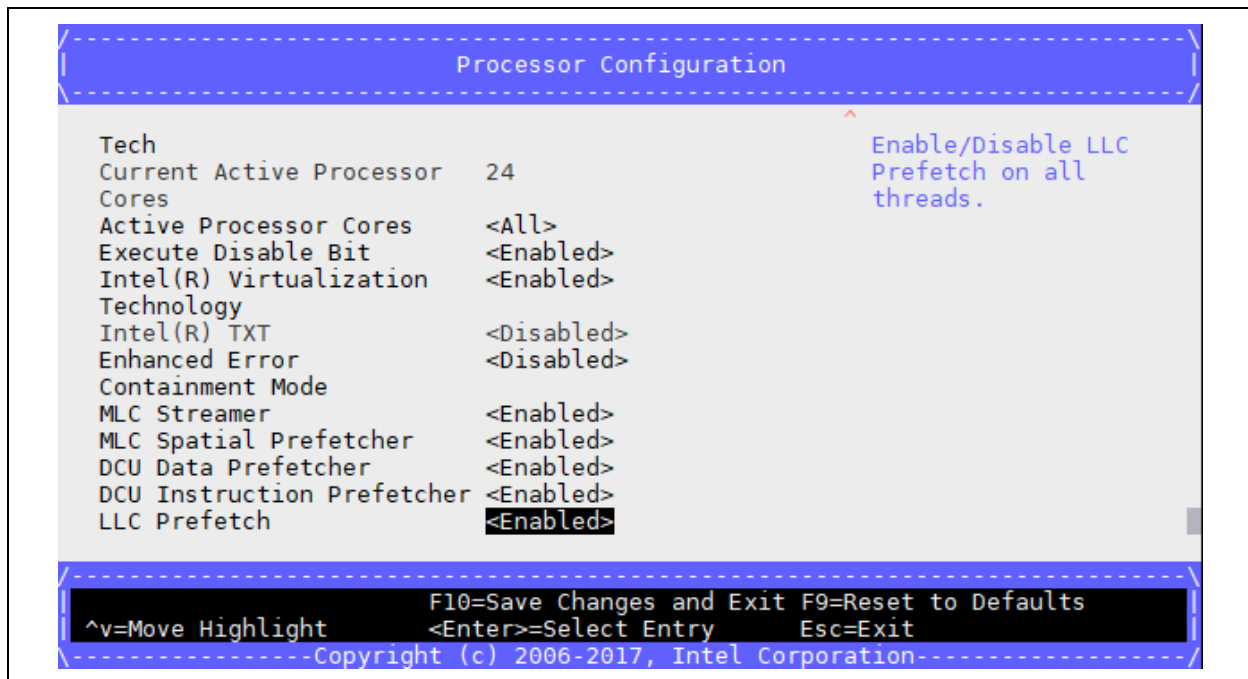 /------------------------------------------------------------------------------\
| Processor Configuration |
\------------------------------------------------------------------------------/
^
Tech Enable/Disable LLC
Current Active Processor 24 Prefetch on all
Cores threads.
Active Processor Cores <All>
Execute Disable Bit <Enabled>
Intel(R) Virtualization <Enabled>
Technology
Intel(R) TXT <Disabled>
Enhanced Error <Disabled>
Containment Mode
MLC Streamer <Enabled>
MLC Spatial Prefetcher <Enabled>
DCU Data Prefetcher <Enabled>
DCU Instruction Prefetcher <Enabled>
LLC Prefetch <Enabled>
/------------------------------------------------------------------------------\
| F10=Save Changes and Exit F9=Reset to Defaults |
| ^v=Move Highlight <Enter>=Select Entry Esc=Exit |
\-----------------Copyright (c) 2006-2017, Intel Corporation-------------------/